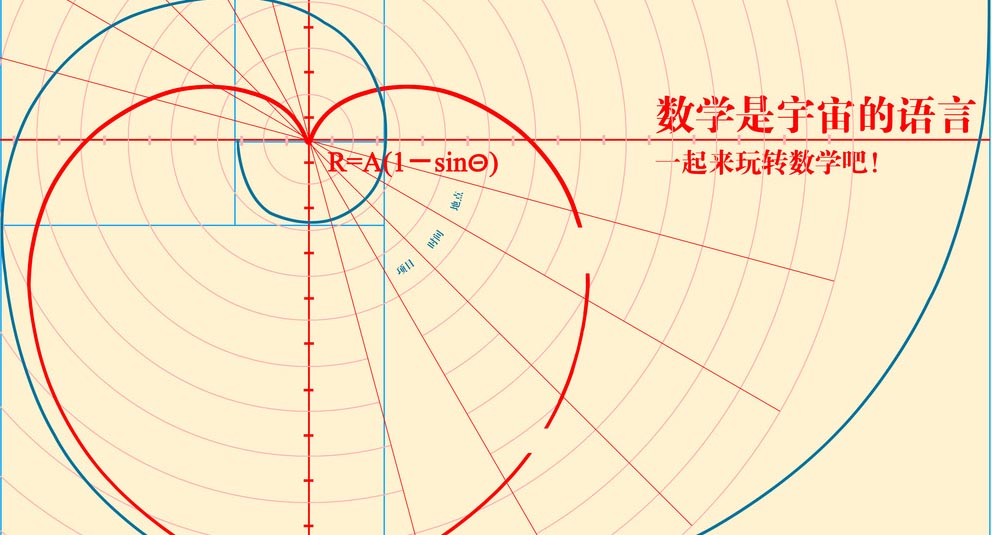 数学是宇宙的语言
一起来玩转数学吧！
R=A(1－sinΘ)
地点
时间
项目